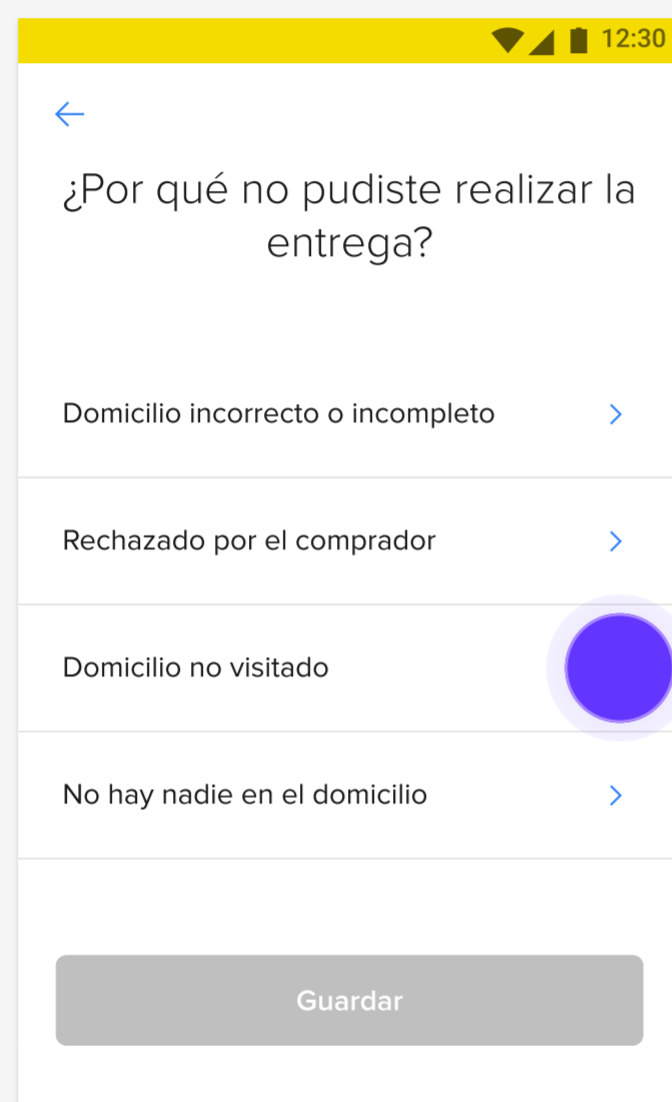 12:30
¿Por qué no pudiste realizar la
entrega?
Domicilio incorrecto o incompleto
Rechazado por el comprador
Domicilio no visitado
No hay nadie en el domicilio
Guardar